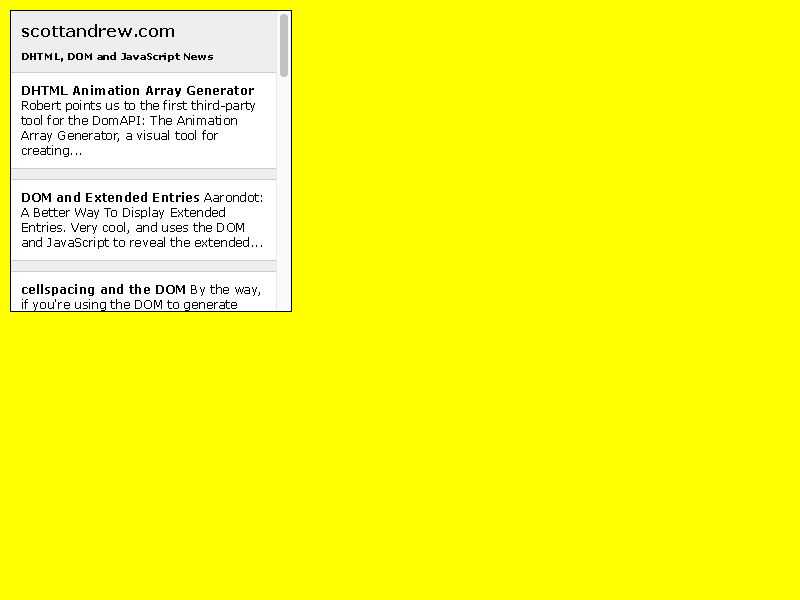 scottandrew.com
DHTML, DOM and JavaScript News
DHTML Animation Array Generator
Robert points us to the first third-party
tool for the DomAPI: The Animation
Array Generator, a visual tool for
creating...
DOM and Extended Entries Aarondot:
A Better Way To Display Extended
Entries. Very cool, and uses the DOM
and JavaScript to reveal the extended...
cellspacing and the DOM By the way,
if you're using the DOM to generate